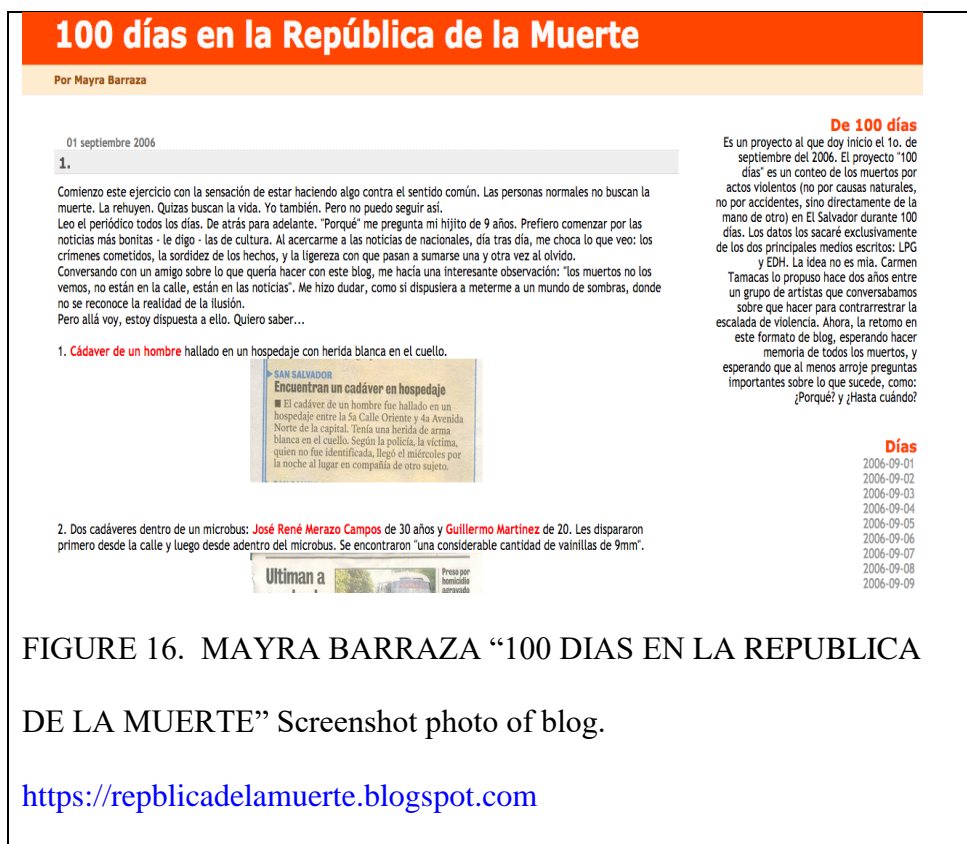 100 días en la República de la Muerte
Por Mayra Barraza
01 septiembre 2006
1.
Comienzo este ejercicio con la sensación de estar haciendo algo contra el sentido común. Las personas normales no buscan la
muerte. La rehuyen. Quizas buscan la vida. Yo también. Pero no puedo seguir así.
Leo el periódico todos los días. De atrás para adelante. "Porqué" me pregunta mi hijito de 9 años. Prefiero comenzar por las
noticias más bonitas - le digo - las de cultura. Al acercarme a las noticias de nacionales, día tras día, me choca lo que veo: los
crímenes cometidos, la sordidez de los hechos, y la ligereza con que pasan a sumarse una y otra vez al olvido.
Conversando con un amigo sobre lo que quería hacer con este blog, me hacía una interesante observación: "los muertos no los
vemos, no están en la calle, están en las noticias". Me hizo dudar, como si dispusiera a meterme a un mundo de sombras, donde
no se reconoce la realidad de la ilusión.
Pero allá voy, estoy dispuesta a ello. Quiero saber...
1. Cádaver de un hombre hallado en un hospedaje con herida blanca en el cuello.
SAN SALVADOR
Encuentran un cadáver en hospedaje
■ El cadáver de un hombre fue hallado en un
hospedaje entre la 5a Calle Oriente y 4a Avenida
Norte de la capital. Tenía una herida de arma
blanca en el cuello. Según la policía, la víctima,
quien no fue identificada, llegó el miércoles por
la noche al lugar en compañía de otro sujeto.
2. Dos cadáveres dentro de un microbus: José René Merazo Campos de 30 años y Guillermo Martinez de 20. Les dispararon
primero desde la calle y luego desde adentro del microbus. Se encontraron "una considerable cantidad de vainillas de 9mm".
Ultiman a
Preso por
homicidio
agravado
De 100 días
Es un proyecto al que doy inicio el 1o. de
septiembre del 2006. El proyecto "100
días" es un conteo de los muertos por
actos violentos (no por causas naturales,
no por accidentes, sino directamente de la
mano de otro) en El Salvador durante 100
días. Los datos los sacaré exclusivamente
de los dos principales medios escritos: LPG
y EDH. La idea no es mia. Carmen
Tamacas lo propuso hace dos años entre
un grupo de artistas que conversabamos
sobre que hacer para contrarrestar la
escalada de violencia. Ahora, la retomo en
este formato de blog, esperando hacer
memoria de todos los muertos, y
esperando que al menos arroje preguntas
importantes sobre lo que sucede, como:
¿Porqué? y ¿Hasta cuándo?
Días
2006-09-01
2006-09-02
2006-09-03
2006-09-04
2006-09-05
2006-09-06
2006-09-07
2006-09-08
2006-09-09
FIGURE 16. MAYRA BARRAZA “100 DIAS EN LA REPUBLICA
DE LA MUERTE” Screenshot photo of blog.
https://repblicadelamuerte.blogspot.com